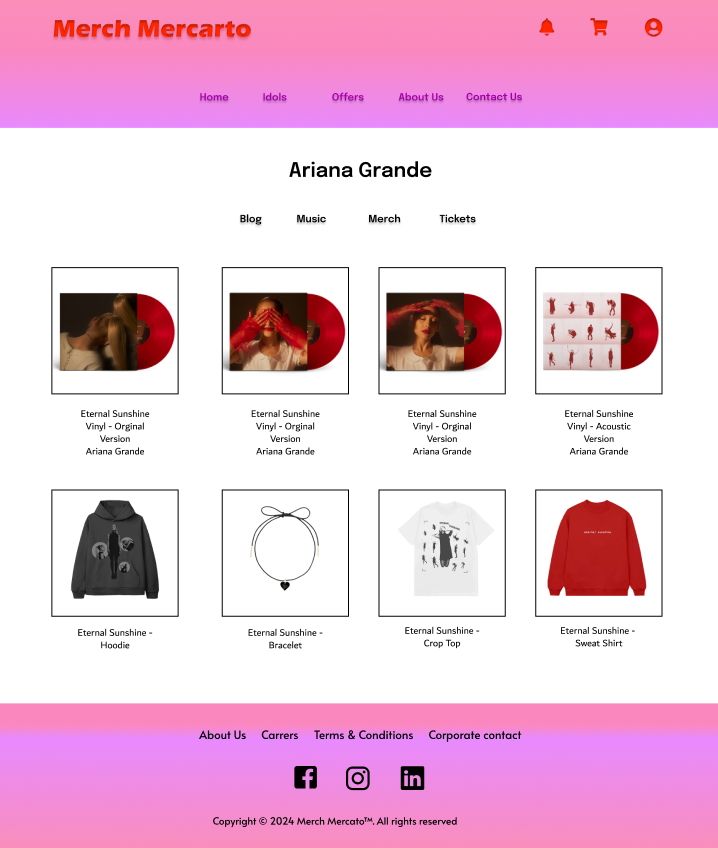 Merch Mercarto
Home Idols Offers About Us Contact Us
Ariana Grande
Blog Music Merch Tickets
Eternal Sunshine
Vinyl - Orginal
Version
Ariana Grande
Eternal Sunshine
Vinyl - Orginal
Version
Ariana Grande
Eternal Sunshine
Vinyl - Orginal
Version
Ariana Grande
Eternal Sunshine
Vinyl - Acoustic
Version
Ariana Grande
Eternal Sunshine -
Hoodie
Eternal Sunshine -
Bracelet
Eternal Sunshine -
Crop Top
Eternal Sunshine -
Sweat Shirt
About Us Carrers Terms & Conditions Corporate contact
Copyright © 2024 Merch Mercato™. All rights reserved